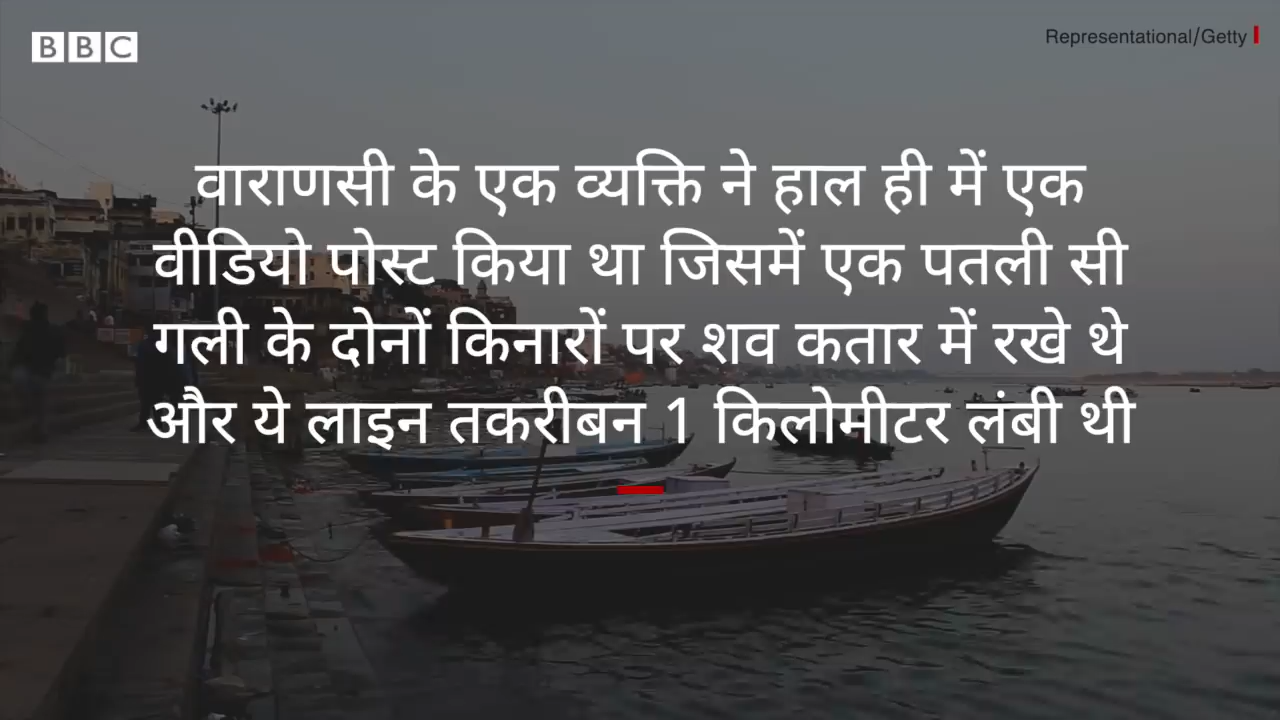 BBC
Representational/Getty
वाराणसी के एक व्यक्ति ने हाल ही में एक
वीडियो पोस्ट किया था जिसमें एक पतली सी
गली के दोनों किनारों पर शव कतार में रखे थे
और ये लाइन तकरीबन 1 किलोमीटर लंबी थी